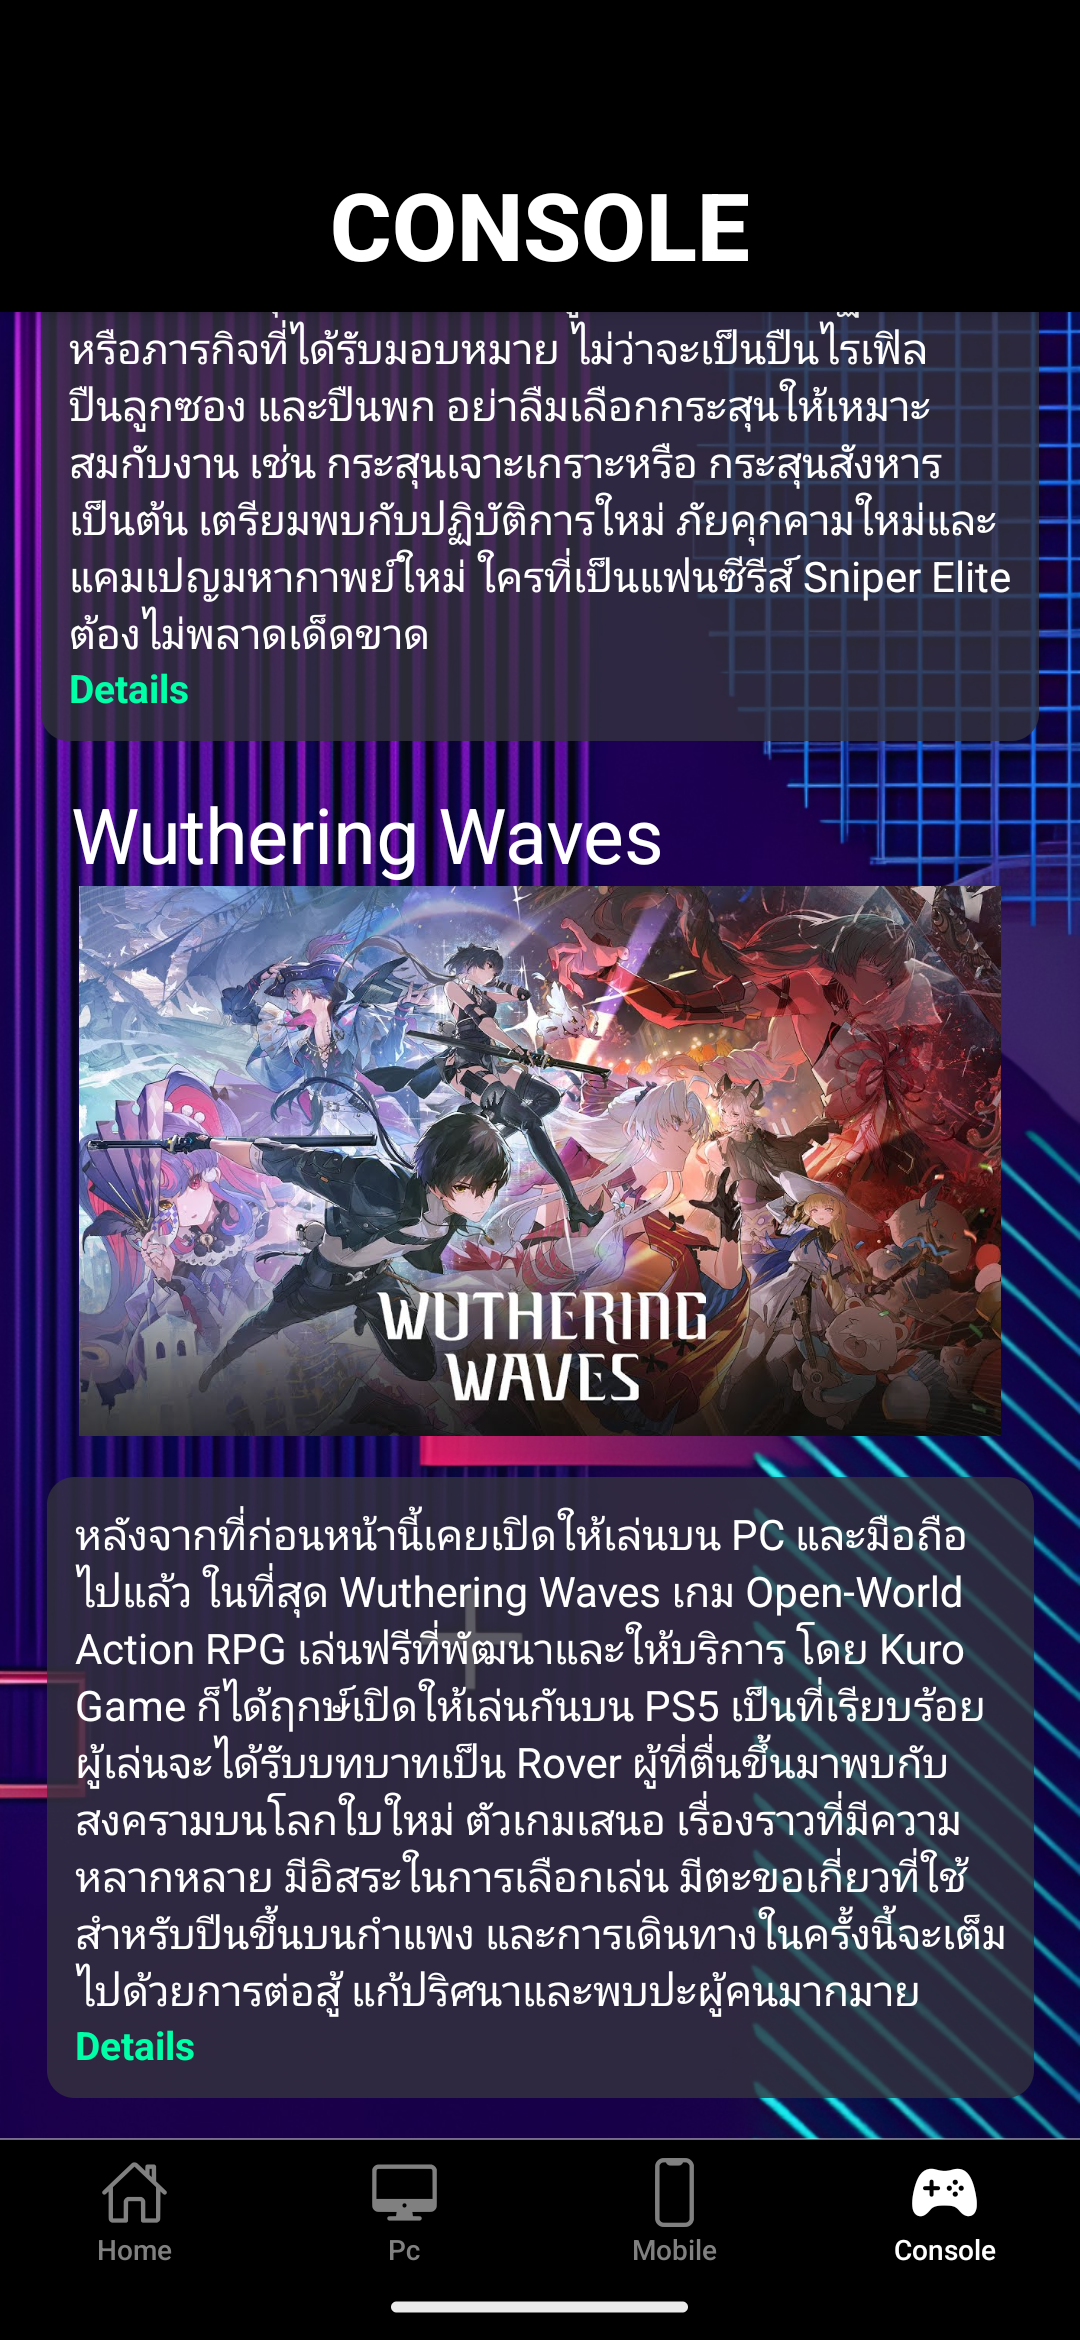 CONSOLE
หรือภารกิจที่ได้รับมอบหมาย ไม่ว่าจะเป็นปืนไรเฟิล
ปืนลูกซอง และปืนพก อย่าลืมเลือกกระสุนให้เหมาะ
สมกับงาน เช่น กระสุนเจาะเกราะหรือ กระสุนสังหาร
เป็นต้น เตรียมพบกับปฏิบัติการใหม่ ภัยคุกคามใหม่และ
แคมเปญมหากาพย์ใหม่ ใครที่เป็นแฟนซีรีส์ Sniper Elite
ต้องไม่พลาดเด็ดขาด
Details
Wuthering Waves
WUTHERING
WAVES
หลังจากที่ก่อนหน้านี้เคยเปิดให้เล่นบน PC และมือถือ
ไปแล้ว ในที่สุด Wuthering Waves เกม Open-World
Action RPG เล่นฟรีที่พัฒนาและให้บริการ โดย Kuro
Game ก็ได้ฤกษ์เปิดให้เล่นกันบน PS5 เป็นที่เรียบร้อย
ผู้เล่นจะได้รับบทบาทเป็น Rover ผู้ที่ตื่นขึ้นมาพบกับ
สงครามบนโลกใบใหม่ ตัวเกมเสนอ เรื่องราวที่มีความ
หลากหลาย มีอิสระในการเลือกเล่น มีตะขอเกี่ยวที่ใช้
สำหรับปีนขึ้นบนกำแพง และการเดินทางในครั้งนี้จะเต็ม
ไปด้วยการต่อสู้ แก้ปริศนาและพบปะผู้คนมากมาย
Details
Home
Pc
Mobile
Console